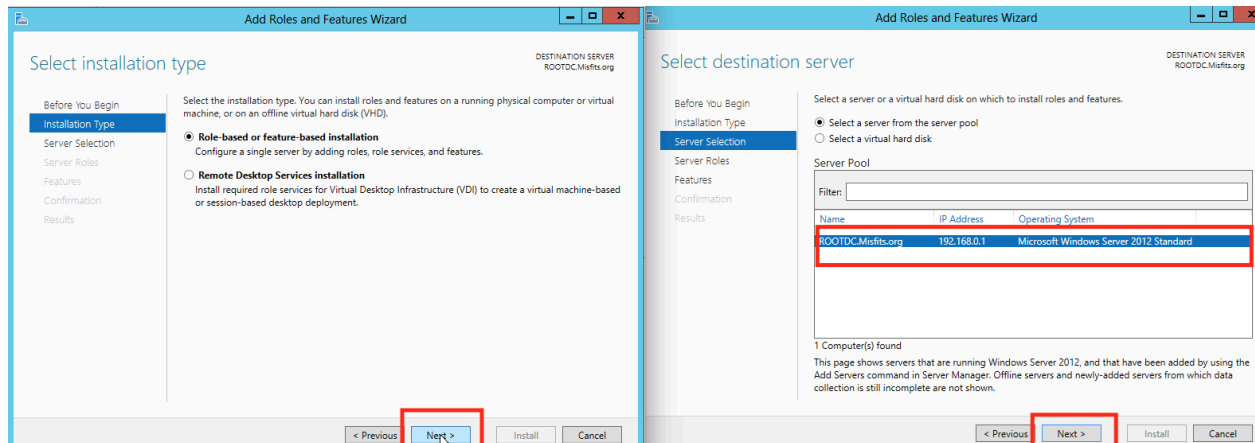 Add Roles and Features Wizard
Select installation type
DESTINATION SERVER
ROOTDC.Misfits.org
Before You Begin
Installation Type
Server Selection
Server Roles
Features
Confirmation
Results
Select the installation type. You can install roles and features on a running physical computer or virtual
machine, or on an offline virtual hard disk (VHD).
Role-based or feature-based installation
Configure a single server by adding roles, role services, and features.
Remote Desktop Services installation
Install required role services for Virtual Desktop Infrastructure (VDI) to create a virtual machine-based
or session-based desktop deployment.
< Previous
Next >
Install
Cancel
Add Roles and Features Wizard
Select destination server
DESTINATION SERVER
ROOTDC.Misfits.org
Before You Begin
Installation Type
Server Selection
Server Roles
Features
Confirmation
Results
Select a server or a virtual hard disk on which to install roles and features.
Select a server from the server pool
Select a virtual hard disk
Server Pool
Filter:
Name IP Address Operating System
ROOTDC.Misfits.org 192.168.0.1 Microsoft Windows Server 2012 Standard
1 Computer(s) found
This page shows servers that are running Windows Server 2012, and that have been added by using the
Add Servers command in Server Manager. Offline servers and newly-added servers from which data
collection is still incomplete are not shown.
< Previous
Next >
Install
Cancel